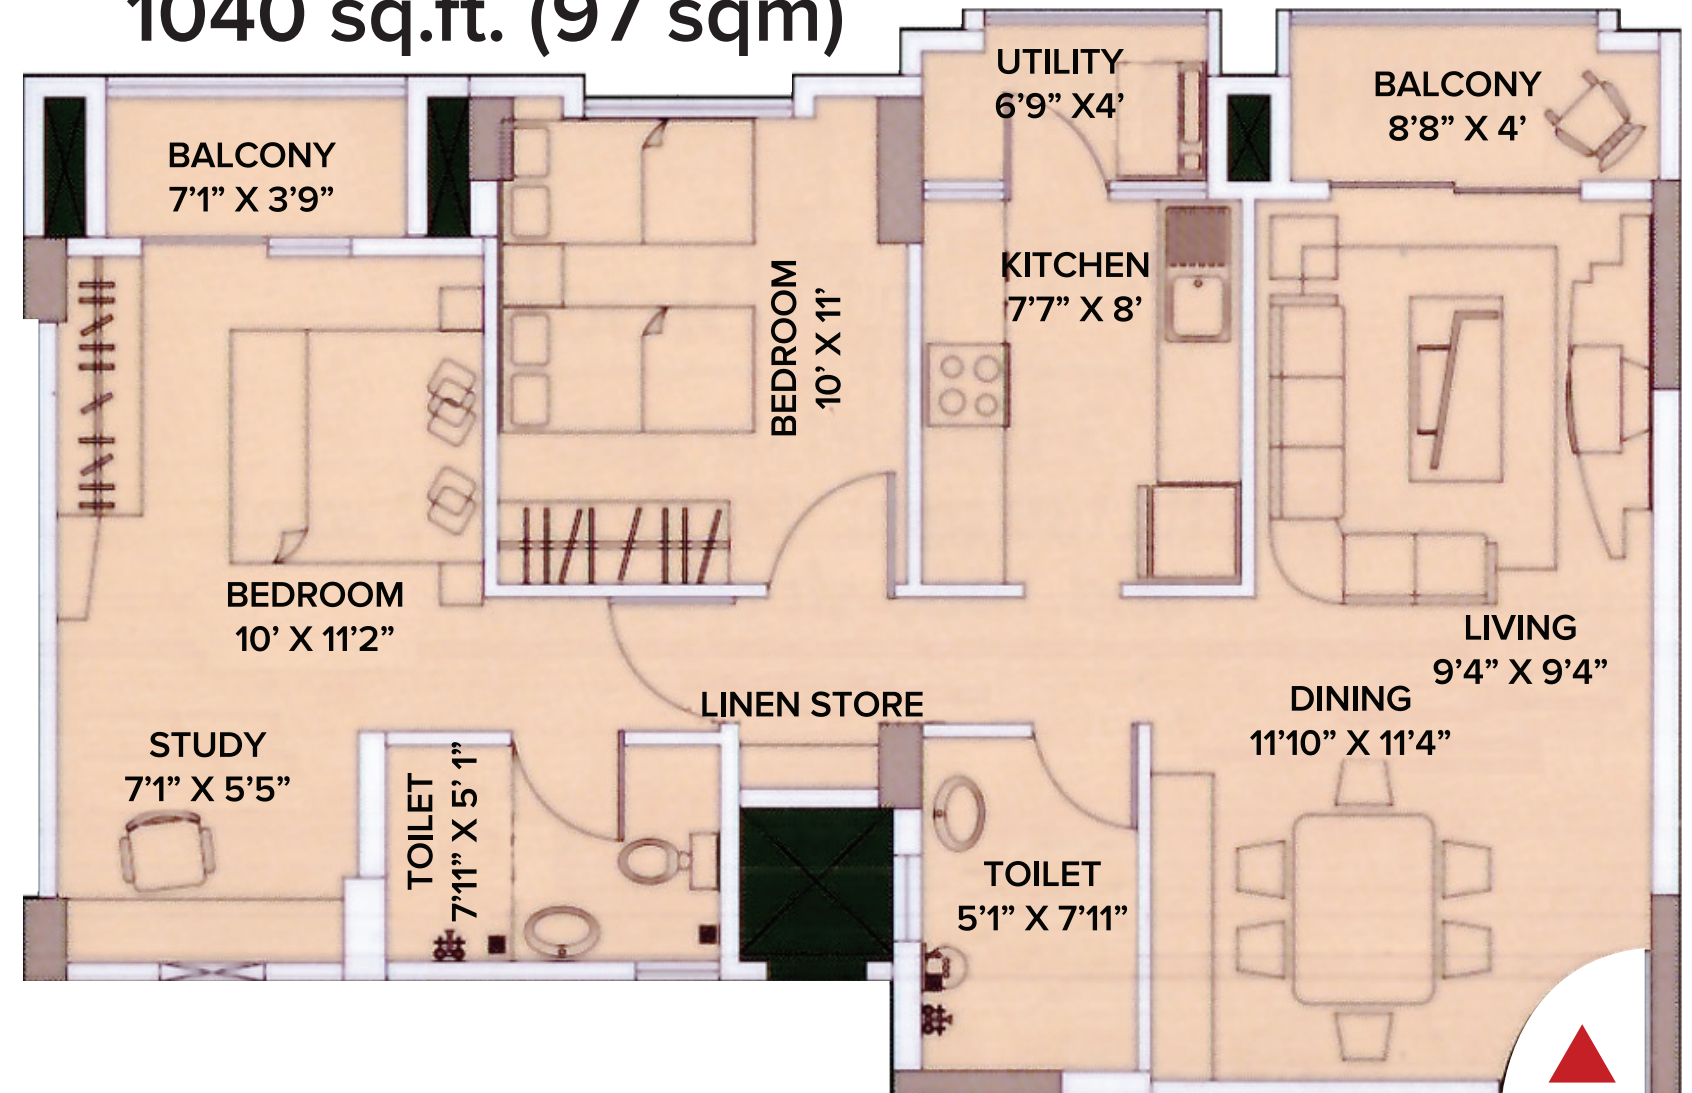 1040 sq.ft. (97 sqm)
UTILITY
6’9” X4’
BALCONY
8’8” X 4’
BALCONY
7’1” X 3’9”
BEDROOM
10’ X 11’
KITCHEN
7’7” X 8’
BEDROOM
10’ X 11’2”
LIVING
9’4” X 9’4”
LINEN STORE
DINING
11’10” X 11’4”
STUDY
7’1” X 5’5”
TOILET
7’11” X 5’ 1”
TOILET
5’1” X 7’11”